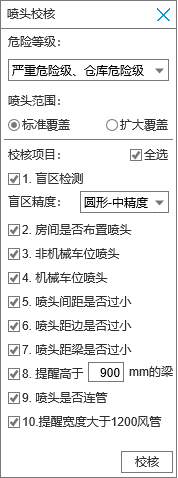 喷头校核
危险等级：
严重危险级、仓库危险级
喷头范围：
标准覆盖 扩大覆盖
校核项目： 全选
1. 盲区检测
盲区精度： 圆形-中精度
2. 房间是否布置喷头
3. 非机械车位喷头
4. 机械车位喷头
5. 喷头间距是否过小
6. 喷头距边是否过小
7. 喷头距梁是否过小
8. 提醒高于 900 mm的梁
9. 喷头是否连管
10.提醒宽度大于1200风管
校核